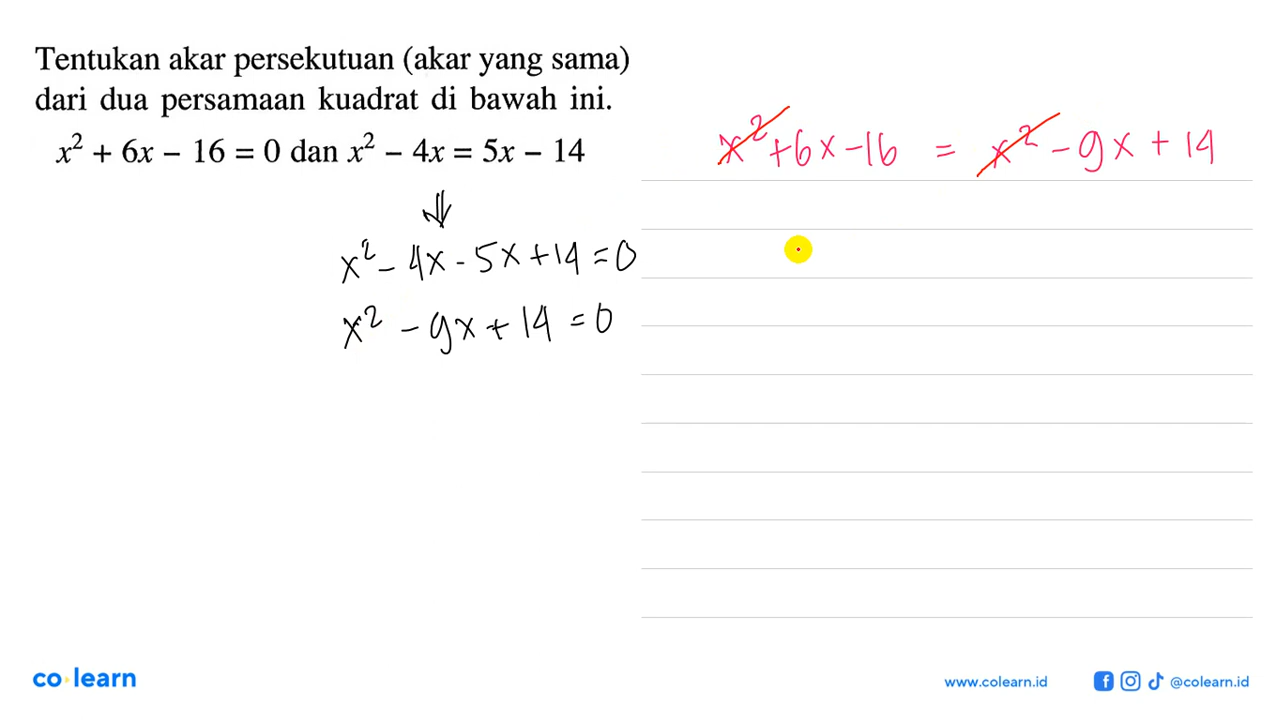 Tentukan akar persekutuan (akar yang sama)
dari dua persamaan kuadrat di bawah ini.
x² + 6x − 16 = 0 dan x² − 4x = 5x − 14
⇓
x² − 4x − 5x + 14 = 0
x² − 9x + 14 = 0
x² + 6x − 16 = x² − 9x + 14
co·learn
www.colearn.id
@colearn.id